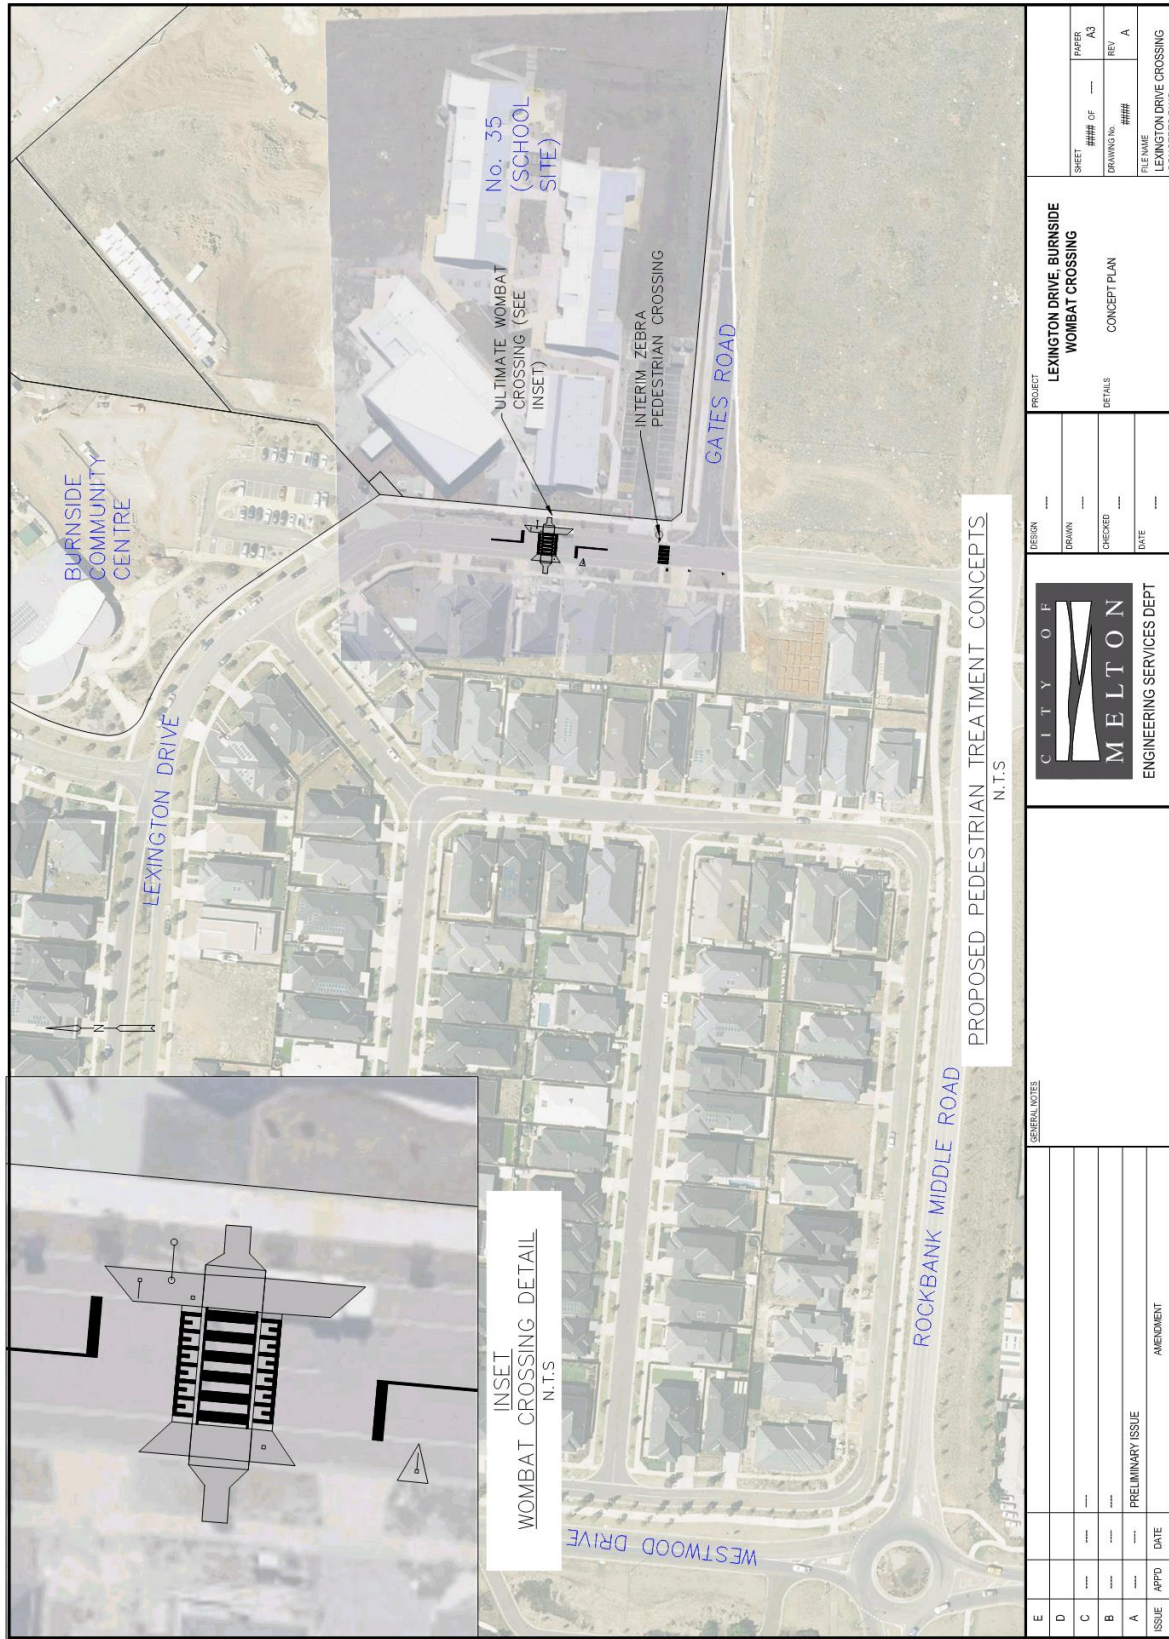 BURNSIDE
COMMUNITY
CENTRE
No. 35
(SCHOOL
SITE)
LEXINGTON DRIVE
N
ULTIMATE WOMBAT
CROSSING (SEE
INSET)
INTERIM ZEBRA
PEDESTRIAN CROSSING
GATES ROAD
INSET
WOMBAT CROSSING DETAIL
N.T.S
WESTWOOD DRIVE
ROCKBANK MIDDLE ROAD
PROPOSED PEDESTRIAN TREATMENT CONCEPTS
N.T.S
E
D
C ---- ---- ----
B ---- ---- ----
A ---- ---- PRELIMINARY ISSUE
ISSUE APP'D DATE AMENDMENT
GENERAL NOTES
CITY OF
MELTON
ENGINEERING SERVICES DEPT
DESIGN ----
DRAWN ----
CHECKED ----
DATE ----
PROJECT
LEXINGTON DRIVE, BURNSIDE
WOMBAT CROSSING
DETAILS
CONCEPT PLAN
SHEET #### OF ----
PAPER A3
DRAWING No. ####
REV A
FILE NAME
LEXINGTON DRIVE CROSSING